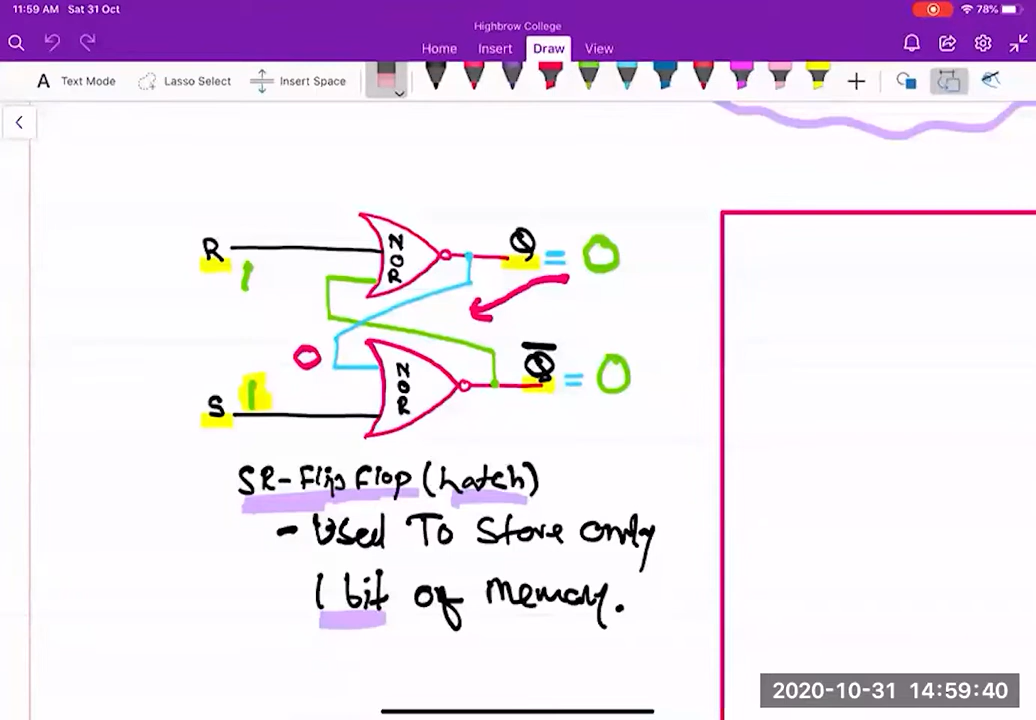 11:59 AM Sat 31 Oct
78%
Highbrow College
Home Insert Draw View
A Text Mode Lasso Select Insert Space
R
1
NOR
Q = 0
0
S 1
NOR
Q̅ = 0
SR-Flip Flop (Latch)
- Used To Store only
1 bit of Memory.
2020-10-31 14:59:40